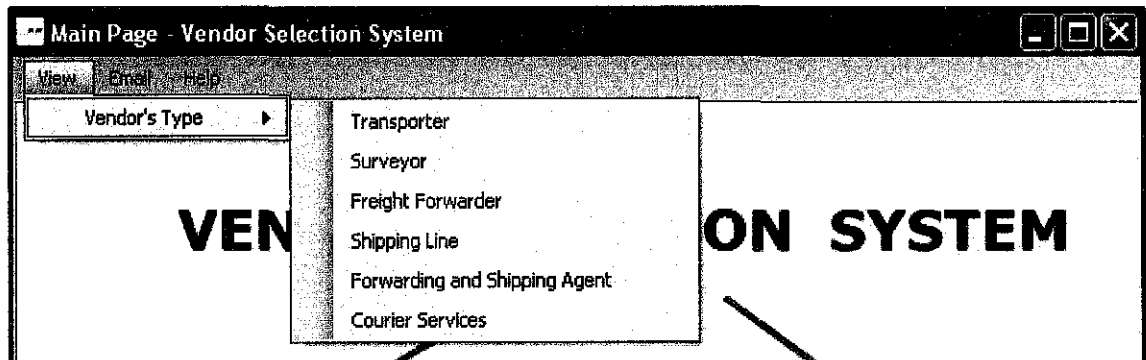 Main Page - Vendor Selection System
View Email Help
Vendor's Type
Transporter
Surveyor
Freight Forwarder
Shipping Line
Forwarding and Shipping Agent
Courier Services
VEN ON SYSTEM